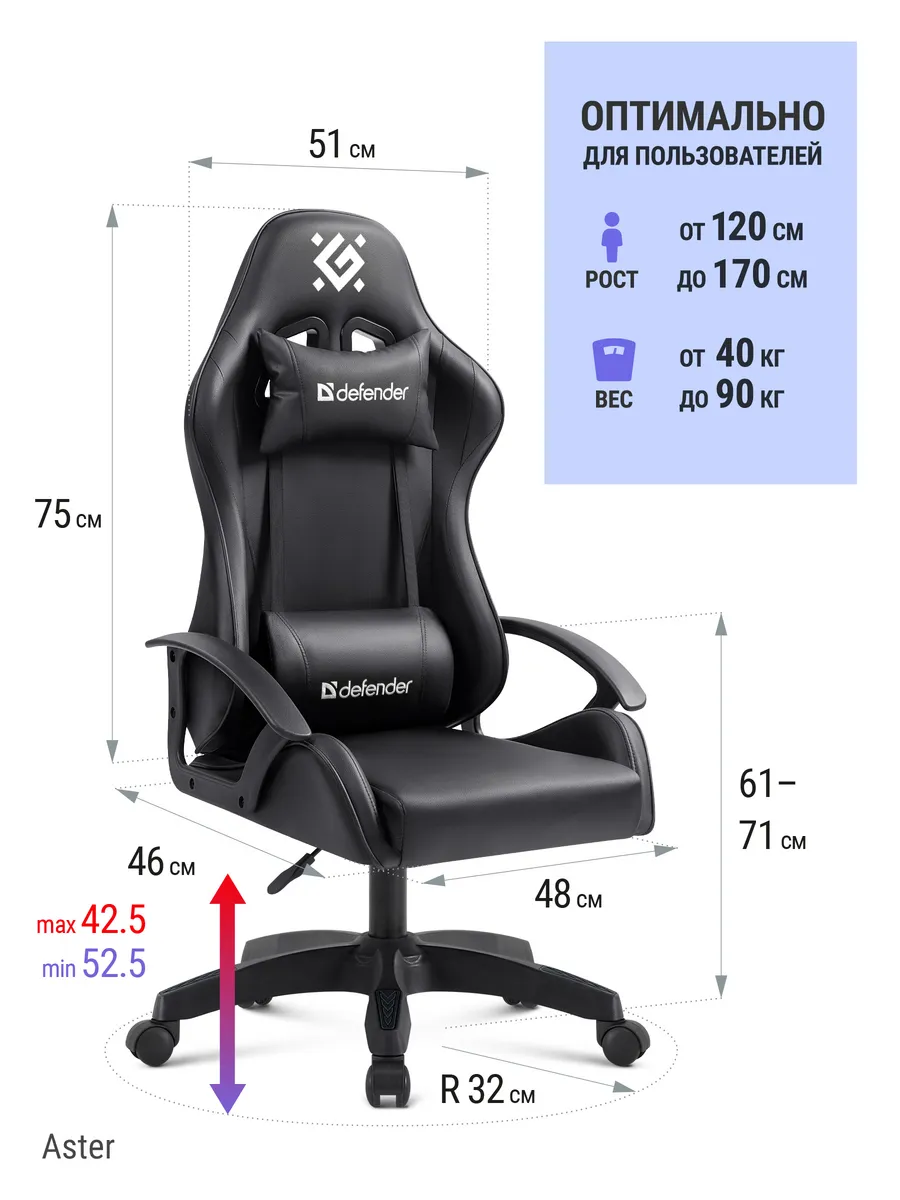 51 см
ОПТИМАЛЬНО
ДЛЯ ПОЛЬЗОВАТЕЛЕЙ
РОСТ
от 120 см
до 170 см
ВЕС
от 40 кг
до 90 кг
defender
75 см
defender
61–
71 см
46 см
48 см
max 42.5
min 52.5
R 32 см
Aster